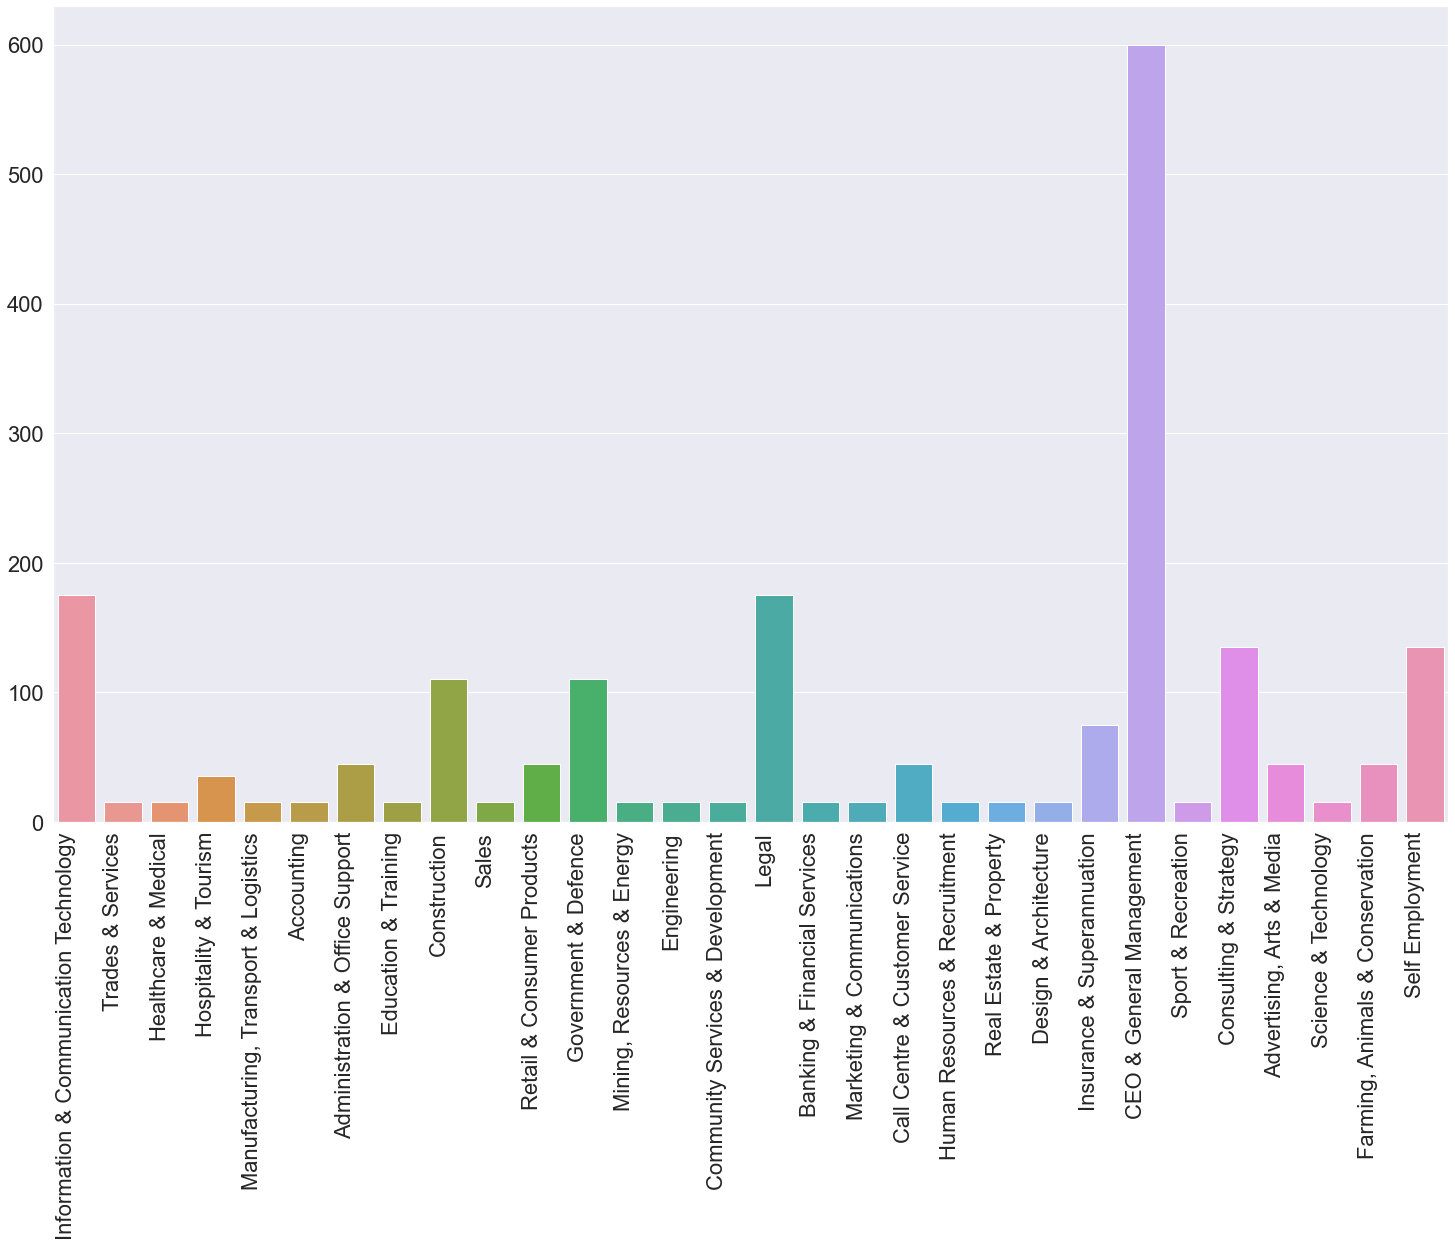 600
500
400
300
200
100
0
Information & Communication Technology
Trades & Services
Healthcare & Medical
Hospitality & Tourism
Manufacturing, Transport & Logistics
Accounting
Administration & Office Support
Education & Training
Construction
Sales
Retail & Consumer Products
Government & Defence
Mining, Resources & Energy
Engineering
Community Services & Development
Legal
Banking & Financial Services
Marketing & Communications
Call Centre & Customer Service
Human Resources & Recruitment
Real Estate & Property
Design & Architecture
Insurance & Superannuation
CEO & General Management
Sport & Recreation
Consulting & Strategy
Advertising, Arts & Media
Science & Technology
Farming, Animals & Conservation
Self Employment